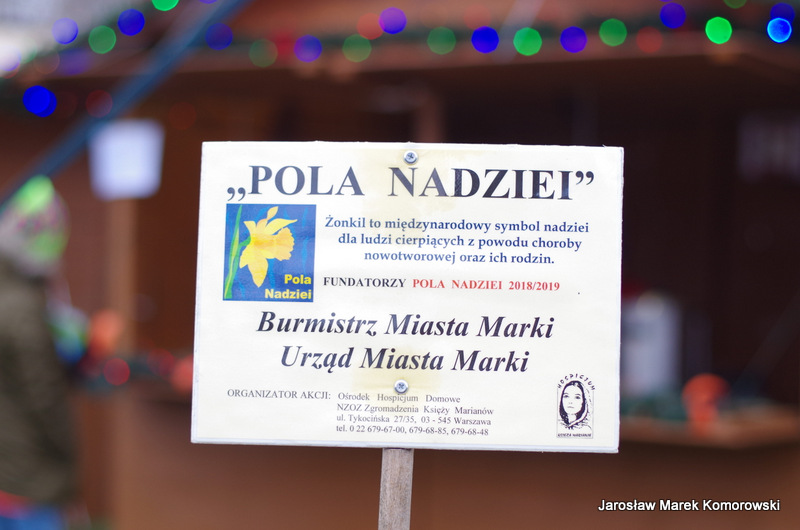 „POLA NADZIEI”
Żonkil to międzynarodowy symbol nadziei
dla ludzi cierpiących z powodu choroby
nowotworowej oraz ich rodzin.
Pola
Nadziei
FUNDATORZY POLA NADZIEI 2018/2019
Burmistrz Miasta Marki
Urząd Miasta Marki
ORGANIZATOR AKCJI: Ośrodek Hospicjum Domowe
NZOZ Zgromadzenia Księży Marianów
ul. Tykocińska 27/35, 03 - 545 Warszawa
tel. 0 22 679-67-00, 679-68-85, 679-68-48
HOSPICJUM
KSIĘŻA MARIANIE
Jarosław Marek Komorowski